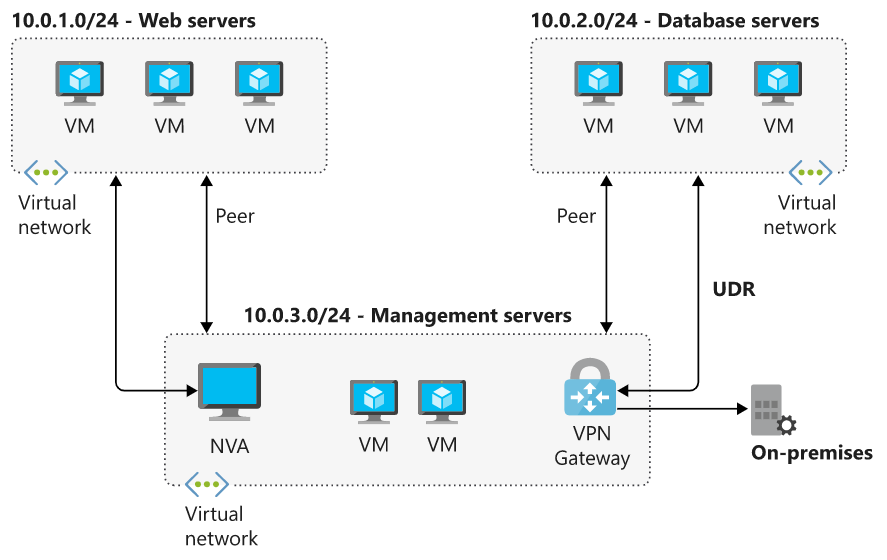 10.0.1.0/24 - Web servers
10.0.2.0/24 - Database servers
VM
VM
VM
VM
VM
VM
Virtual
network
Peer
Peer
Virtual
network
UDR
10.0.3.0/24 - Management servers
NVA
VM
VM
VPN
Gateway
On-premises
Virtual
network